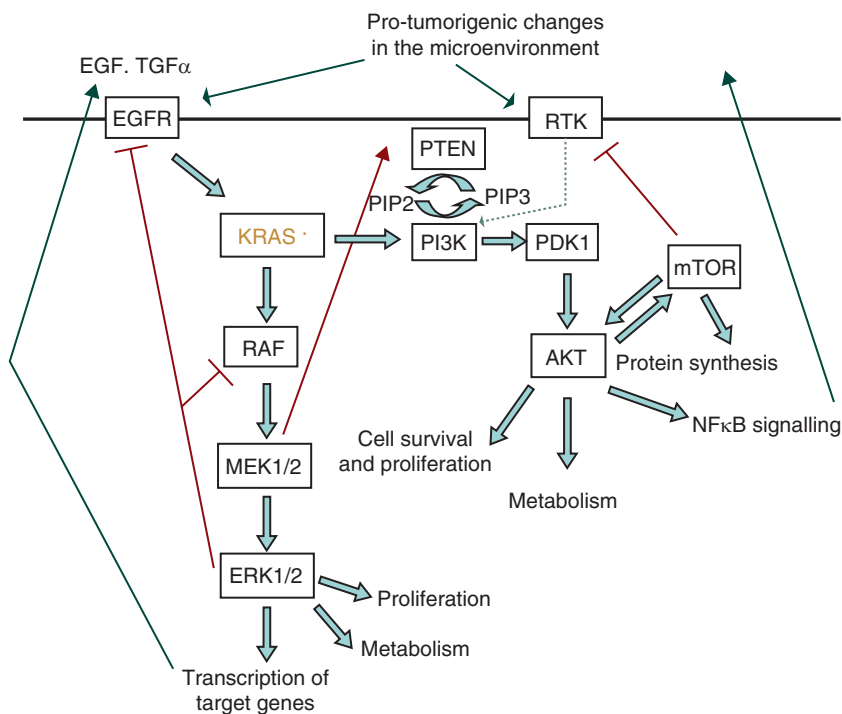 Pro-tumorigenic changes
in the microenvironment
EGF. TGFα
EGFR
RTK
PTEN
PIP2
PIP3
KRAS
PI3K
PDK1
mTOR
RAF
AKT
Protein synthesis
NFκB signalling
Cell survival
and proliferation
MEK1/2
Metabolism
ERK1/2
Proliferation
Metabolism
Transcription of
target genes